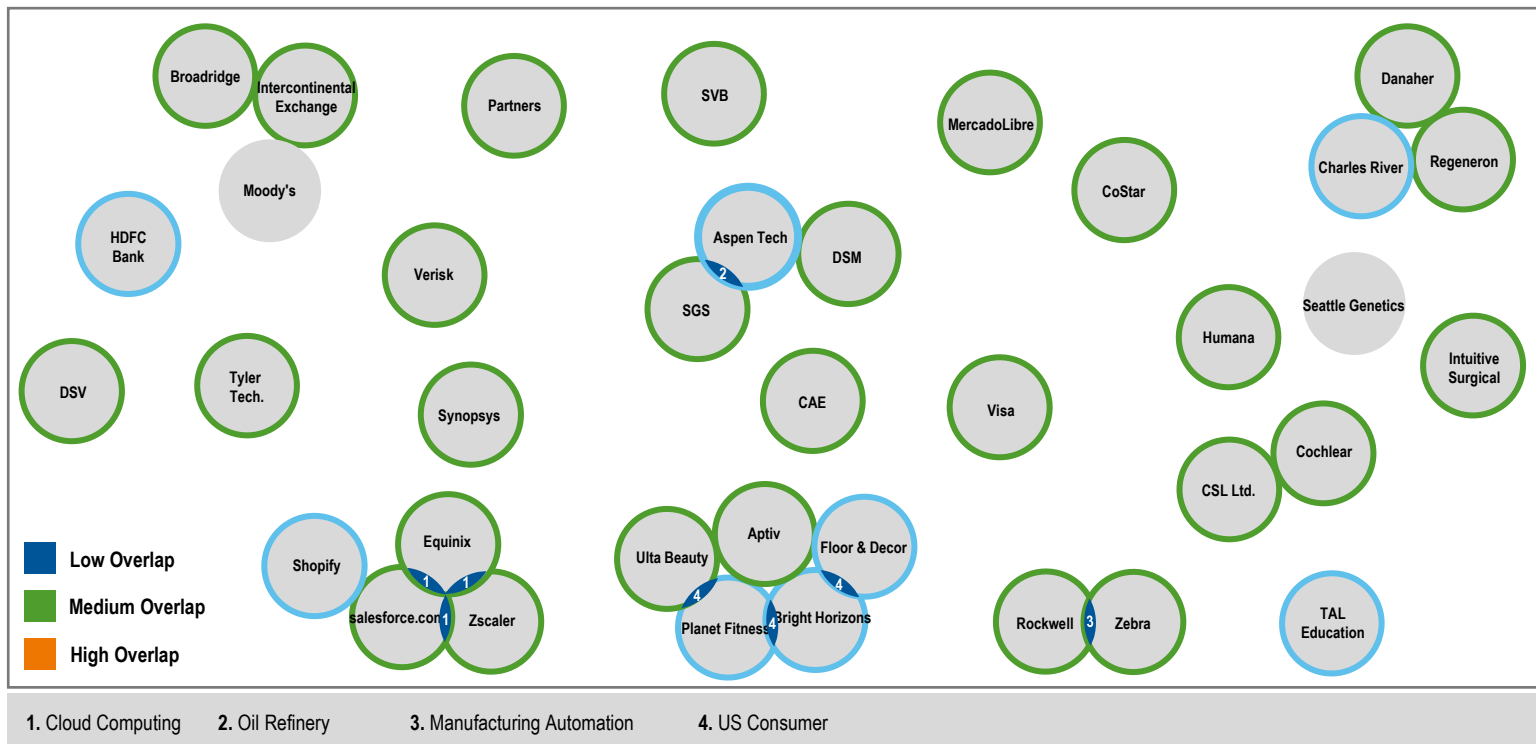 Broadridge
Intercontinental
Exchange
Partners
SVB
MercadoLibre
Danaher
Charles River
Regeneron
Moody's
CoStar
HDFC
Bank
Verisk
Aspen Tech
2
DSM
SGS
Humana
Seattle Genetics
Intuitive
Surgical
DSV
Tyler
Tech.
Synopsys
CAE
Visa
CSL Ltd.
Cochlear
Shopify
Equinix
1
1
salesforce.com
1
Zscaler
Ulta Beauty
Aptiv
Floor & Decor
4
4
Planet Fitness
4
Bright Horizons
Rockwell
3
Zebra
TAL
Education
Low Overlap
Medium Overlap
High Overlap
1. Cloud Computing 2. Oil Refinery 3. Manufacturing Automation 4. US Consumer